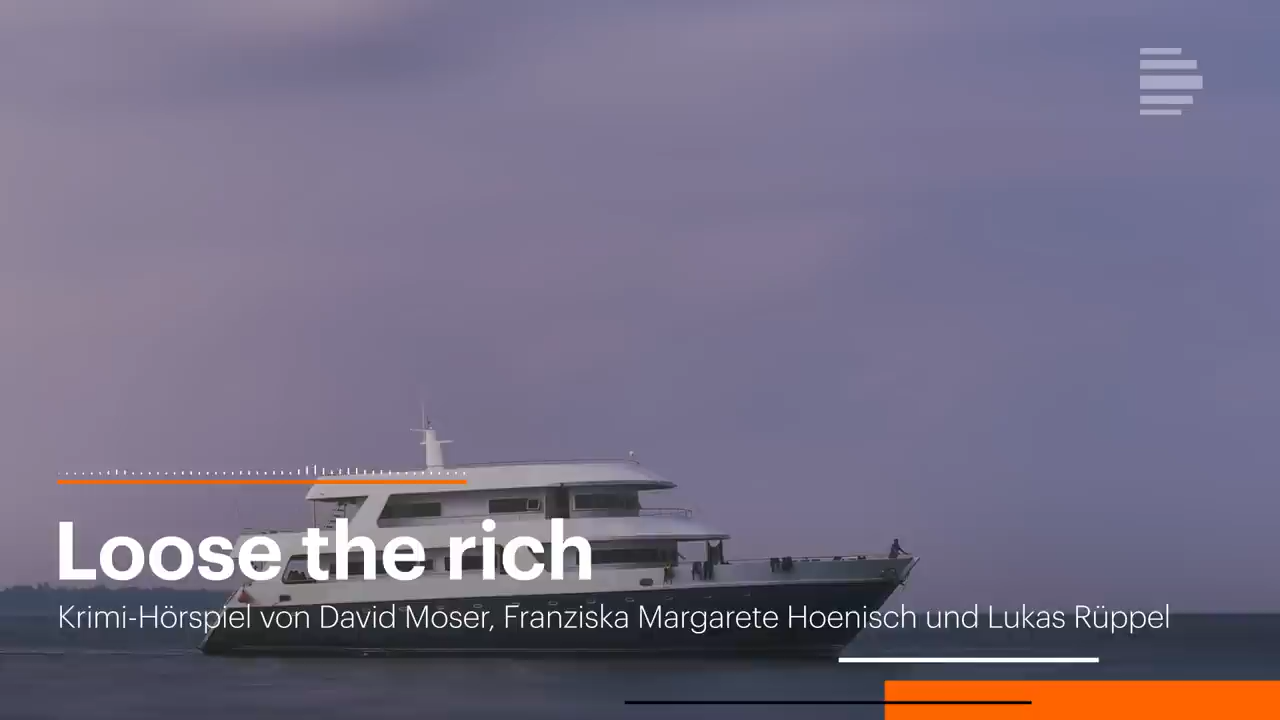 Loose the rich
Krimi-Hörspiel von David Moser, Franziska Margarete Hoenisch und Lukas Rüppel